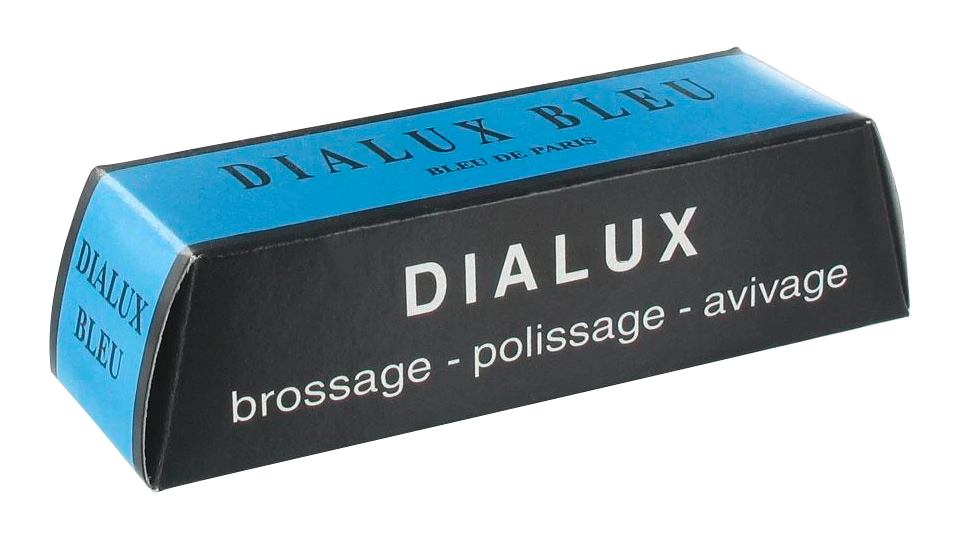 DIALUX BLEU
BLEU DE PARIS
DIALUX
BLEU
DIALUX
brossage - polissage - avivage